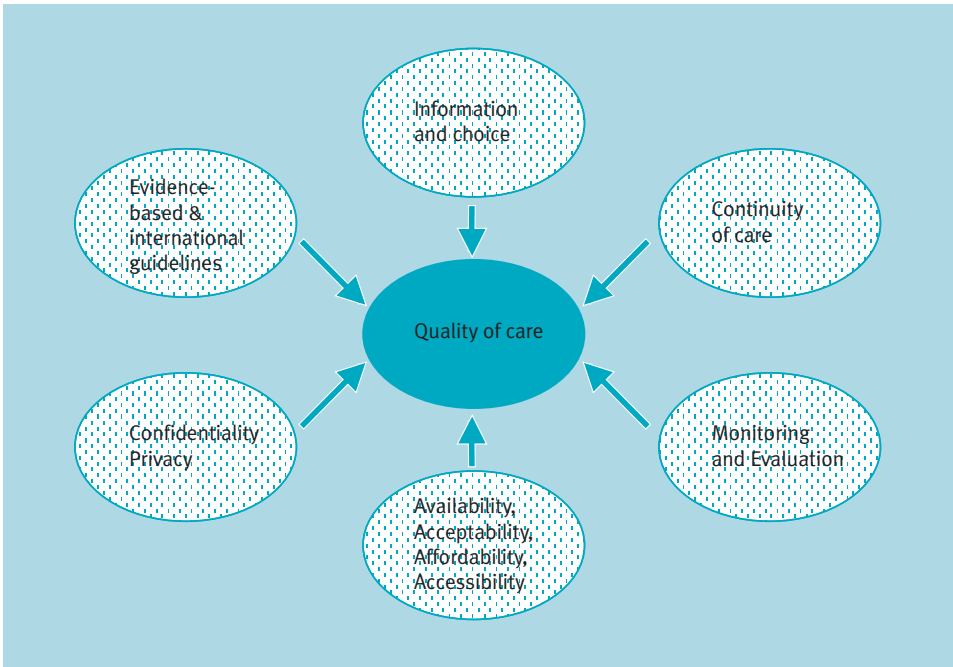 Information
and choice
Evidence-
based &
international
guidelines
Continuity
of care
Quality of care
Confidentiality
Privacy
Monitoring
and Evaluation
Availability,
Acceptability,
Affordability,
Accessibility